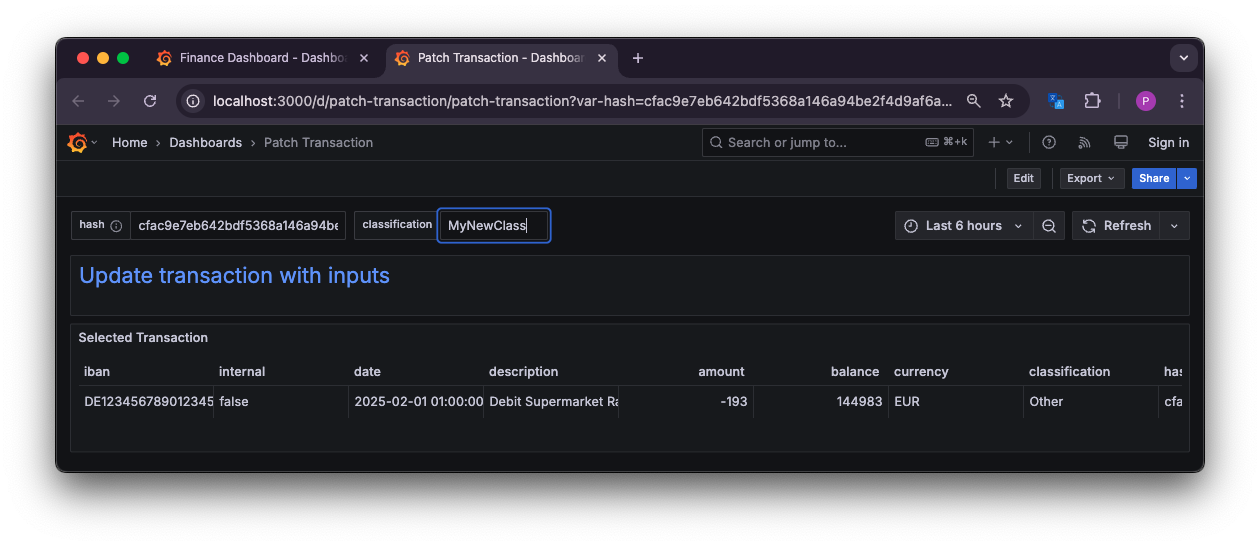 Finance Dashboard - Dashbo
Patch Transaction - Dashboar
localhost:3000/d/patch-transaction/patch-transaction?var-hash=cfac9e7eb642bdf5368a146a94be2f4d9af6a...
P
Home › Dashboards › Patch Transaction
Search or jump to... ⌘+k
Sign in
Edit Export Share
hash cfac9e7eb642bdf5368a146a94be classification MyNewClass Last 6 hours Refresh
Update transaction with inputs
Selected Transaction
iban internal date description amount balance currency classification has
DE123456789012345 false 2025-02-01 01:00:00 Debit Supermarket Ra -193 144983 EUR Other cfa